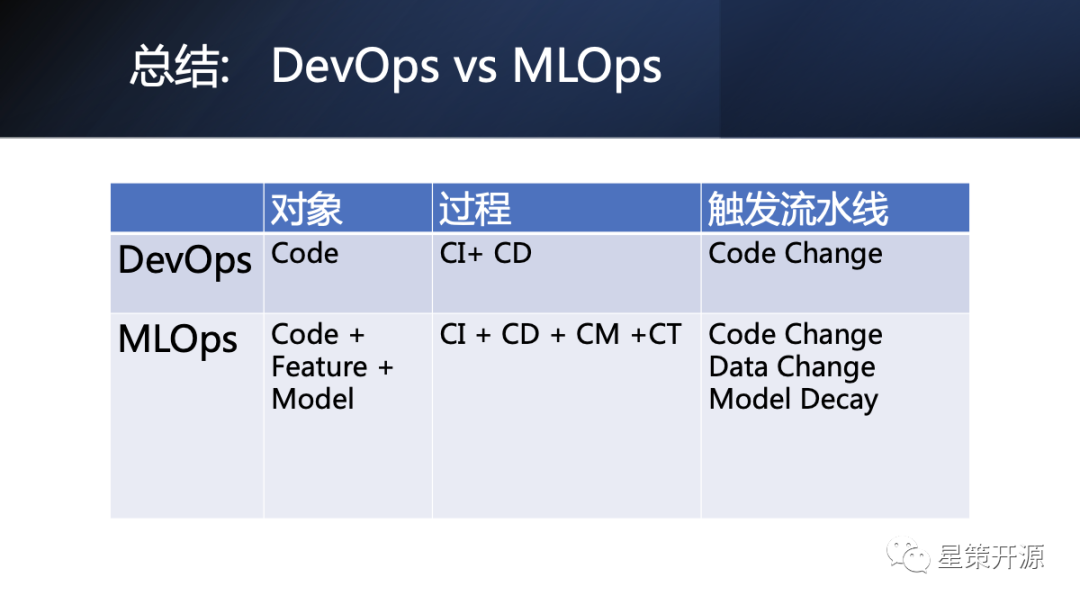 总结: DevOps vs MLOps
对象 过程 触发流水线
DevOps Code CI+ CD Code Change
MLOps Code + CI + CD + CM +CT Code Change
Feature + Data Change
Model Model Decay
星策开源